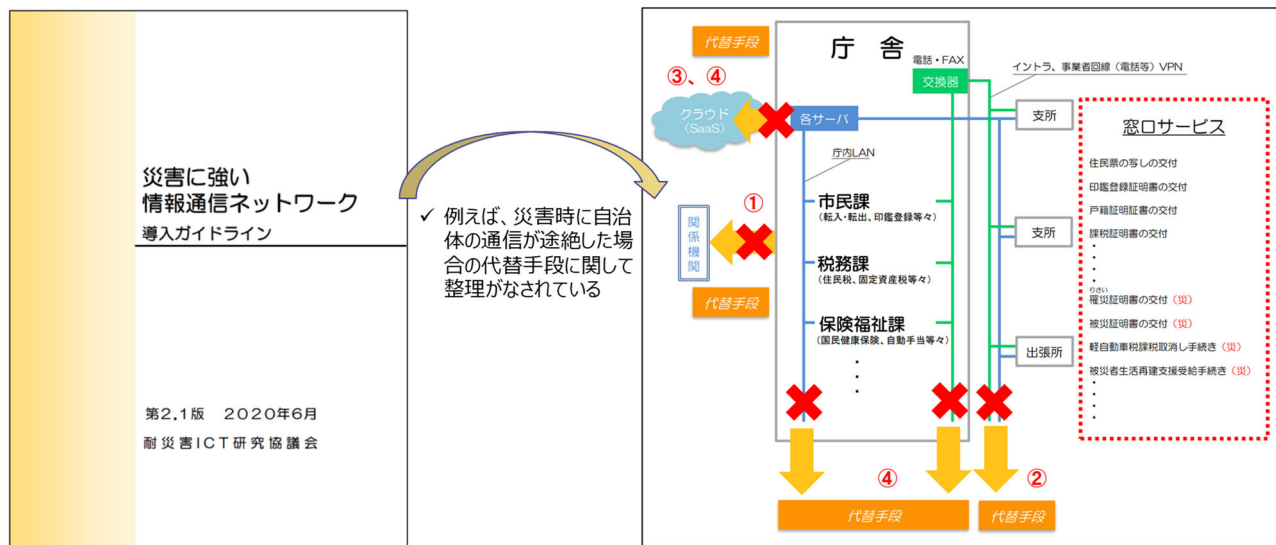 災害に強い
情報通信ネットワーク
導入ガイドライン
第2.1版 2020年6月
耐災害ICT研究協議会
✓ 例えば、災害時に自治
体の通信が途絶した場
合の代替手段に関して
整理がなされている
代替手段
③、④
クラウド
(SaaS)
庁 舎
電話・FAX
交換器
各サーバ
庁内LAN
イントラ、事業者回線(電話等)VPN
①
関係機関
代替手段
市民課
(転入・転出、印鑑登録等々)
税務課
(住民税、固定資産税等々)
保険福祉課
(国民健康保険、自動手当等々)
・
・
・
支所
支所
出張所
窓口サービス
住民票の写しの交付
印鑑登録証明書の交付
戸籍証明証書の交付
課税証明書の交付
・
・
・
・
りさい
罹災証明書の交付(災)
被災証明書の交付(災)
軽自動車税課税取消し手続き(災)
被災者生活再建支援受給手続き(災)
・
・
・
・
④
②
代替手段
代替手段